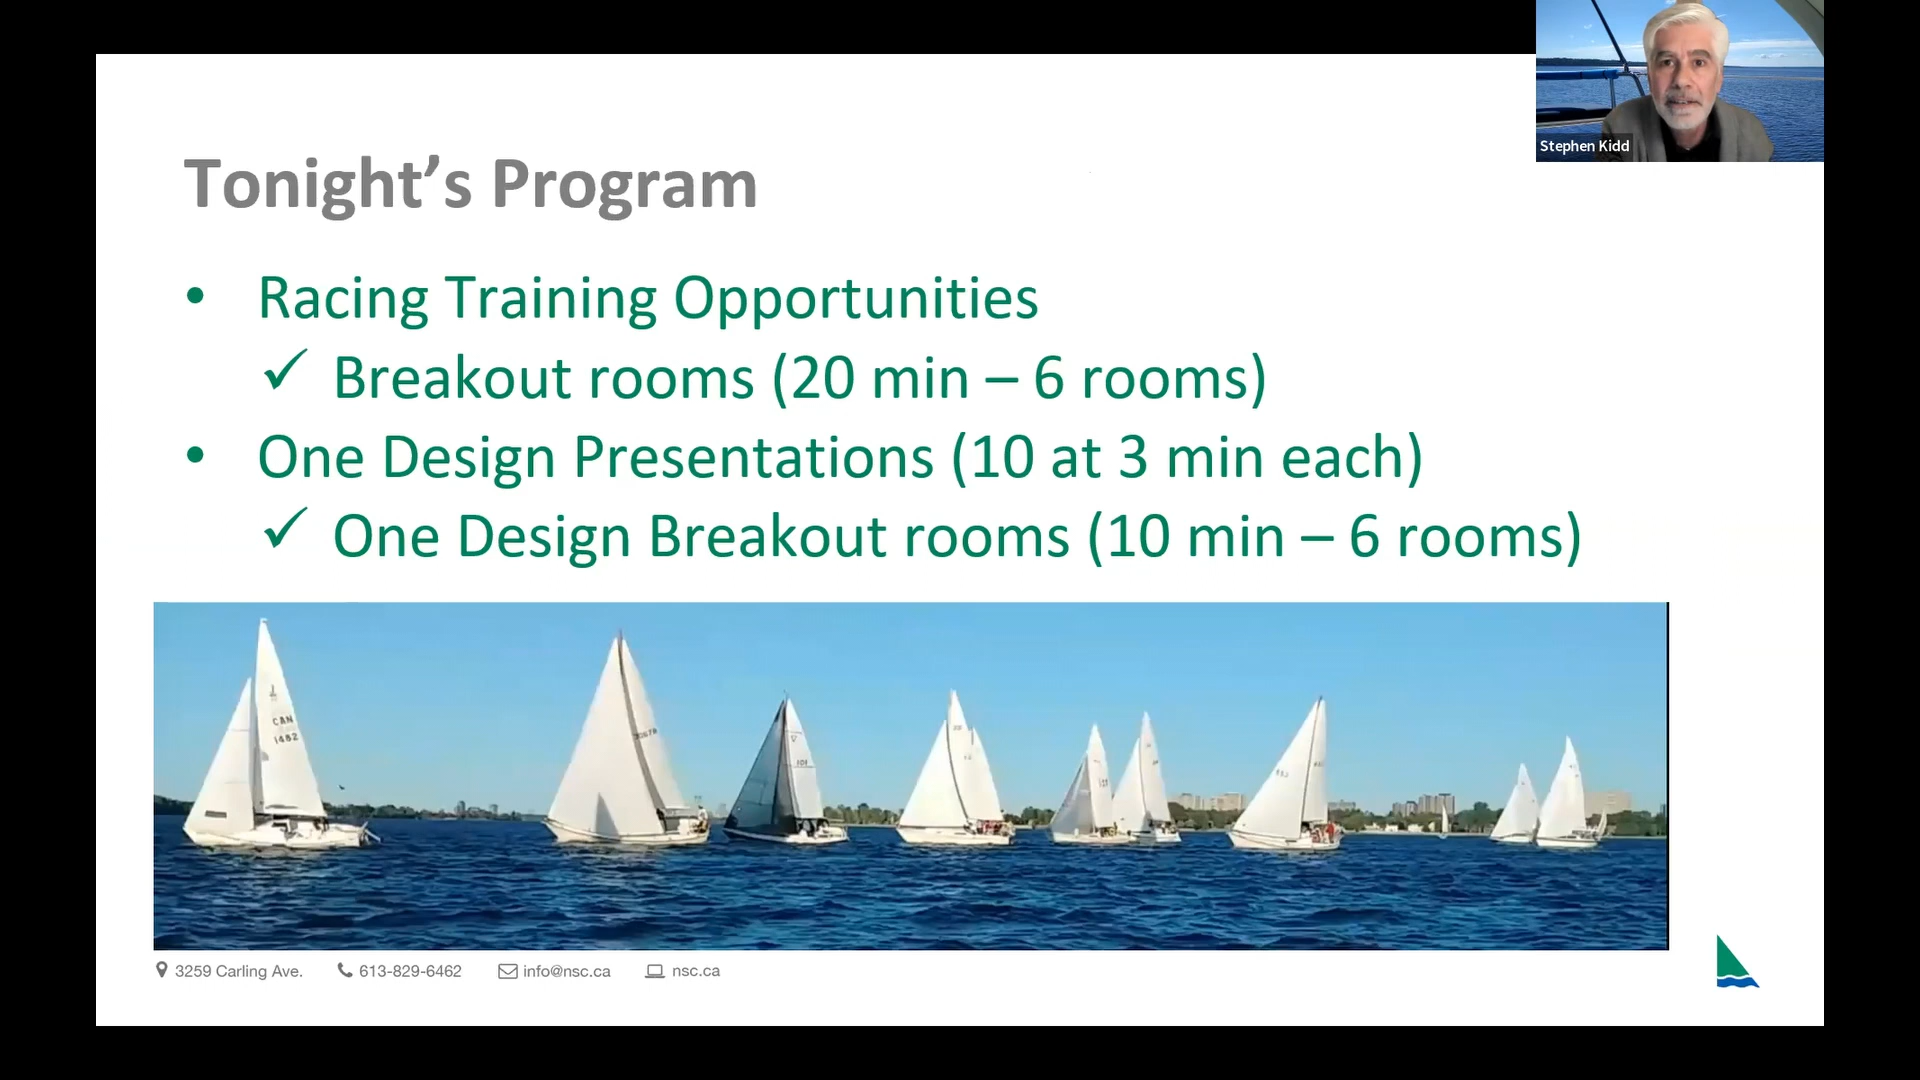 Stephen Kidd
Tonight’s Program
• Racing Training Opportunities
✓ Breakout rooms (20 min – 6 rooms)
• One Design Presentations (10 at 3 min each)
✓ One Design Breakout rooms (10 min – 6 rooms)
CAN
1482
3259 Carling Ave. 613-829-6462 info@nsc.ca nsc.ca